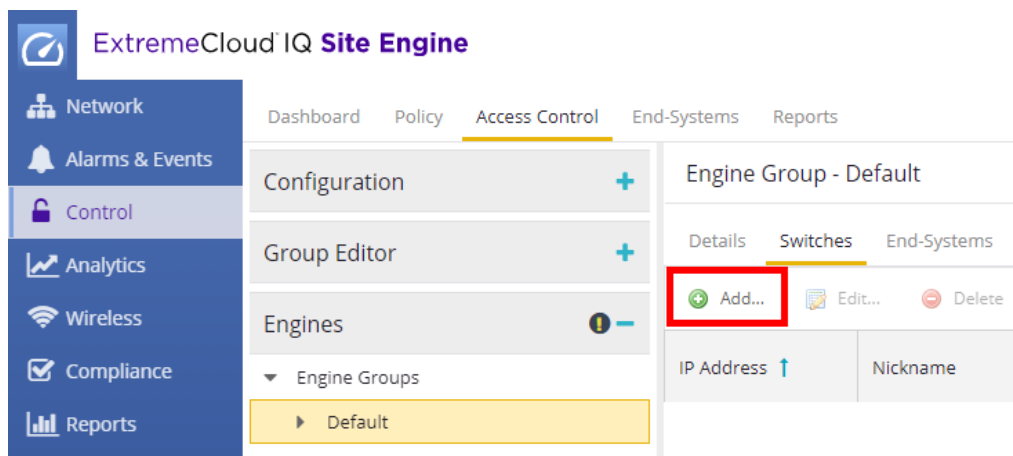 ExtremeCloud IQ Site Engine
Network
Alarms & Events
Control
Analytics
Wireless
Compliance
Reports
Dashboard Policy Access Control End-Systems Reports
Configuration
Group Editor
Engines
Engine Groups
Default
Engine Group - Default
Details Switches End-Systems
Add... Edit... Delete
IP Address Nickname